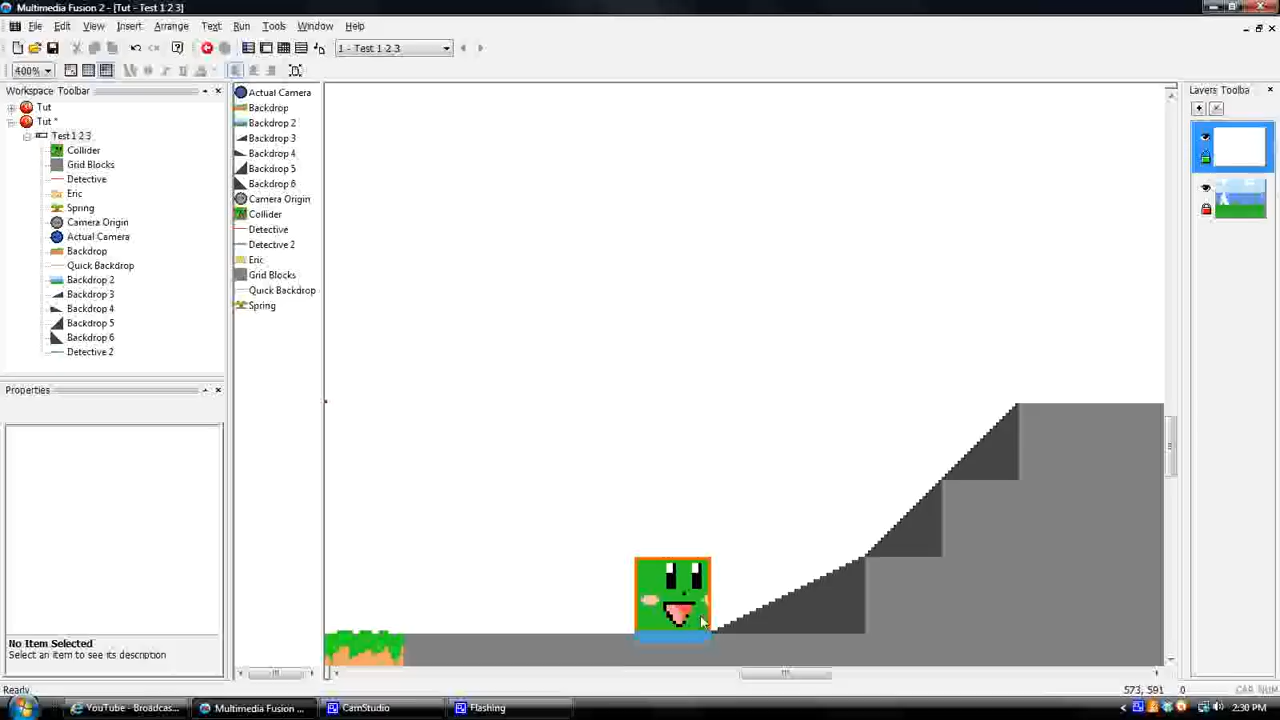 Multimedia Fusion 2 - [Tut - Test 1 2 3]
File Edit View Insert Arrange Text Run Tools Window Help
1 - Test 1 2 3
400%
Workspace Toolbar
Tut
Tut *
Test 1 2 3
Collider
Grid Blocks
Detective
Eric
Spring
Camera Origin
Actual Camera
Backdrop
Quick Backdrop
Backdrop 2
Backdrop 3
Backdrop 4
Backdrop 5
Backdrop 6
Detective 2
Properties
No Item Selected
Select an item to see its description
Actual Camera
Backdrop
Backdrop 2
Backdrop 3
Backdrop 4
Backdrop 5
Backdrop 6
Camera Origin
Collider
Detective
Detective 2
Eric
Grid Blocks
Quick Backdrop
Spring
Layers Toolba
Ready
573, 591 0 CAP NUM
YouTube - Broadcas... Multimedia Fusion ... CamStudio Flashing 2:30 PM